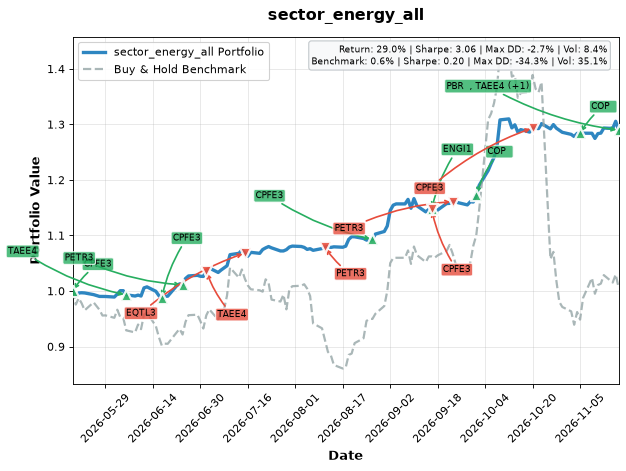 sector_energy_all
sector_energy_all Portfolio
Buy & Hold Benchmark
Return: 29.0% | Sharpe: 3.06 | Max DD: -2.7% | Vol: 8.4%
Benchmark: 0.6% | Sharpe: 0.20 | Max DD: -34.3% | Vol: 35.1%
1.4
1.3
1.2
1.1
1.0
0.9
Portfolio Value
PBR , TAEE4 (+1)
COP
ENGI1
COP
CPFE3
CPFE3
PETR3
CPFE3
TAEE4
PETR3
CPFE3
PETR3
CPFE3
EQTL3
TAEE4
2026-05-29
2026-06-14
2026-06-30
2026-07-16
2026-08-01
2026-08-17
2026-09-02
2026-09-18
2026-10-04
2026-10-20
2026-11-05
Date